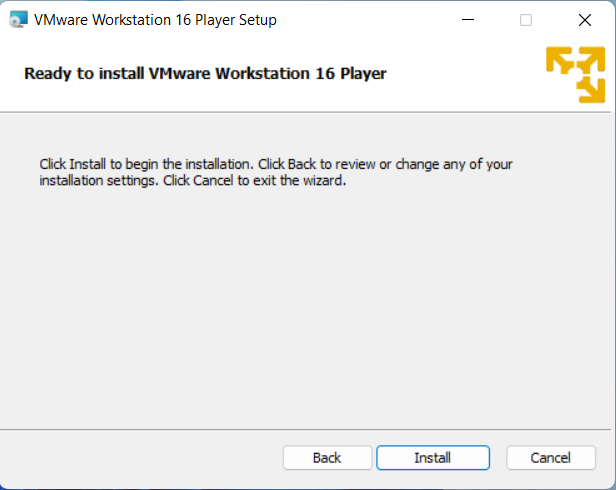 VMware Workstation 16 Player Setup
Ready to install VMware Workstation 16 Player
Click Install to begin the installation. Click Back to review or change any of your
installation settings. Click Cancel to exit the wizard.
Back Install Cancel